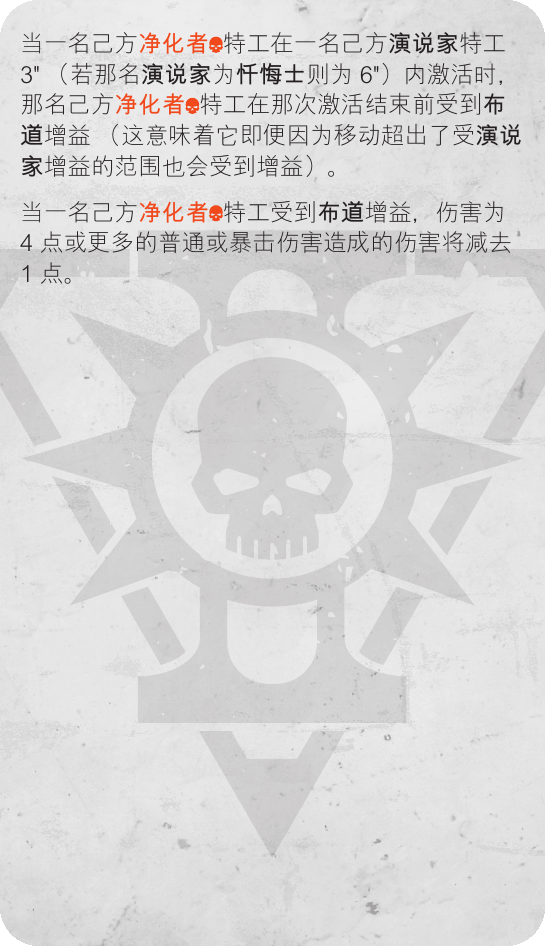 当一名己方净化者💀特工在一名己方演说家特工
3" （若那名演说家为忏悔士则为 6"）内激活时，
那名己方净化者💀特工在那次激活结束前受到布
道增益 （这意味着它即便因为移动超出了受演说
家增益的范围也会受到增益）。
当一名己方净化者💀特工受到布道增益，伤害为
4 点或更多的普通或暴击伤害造成的伤害将减去
1 点。